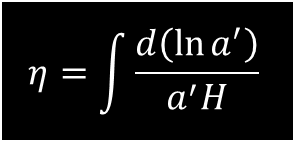 η = ∫ d(ln a′) / a′H